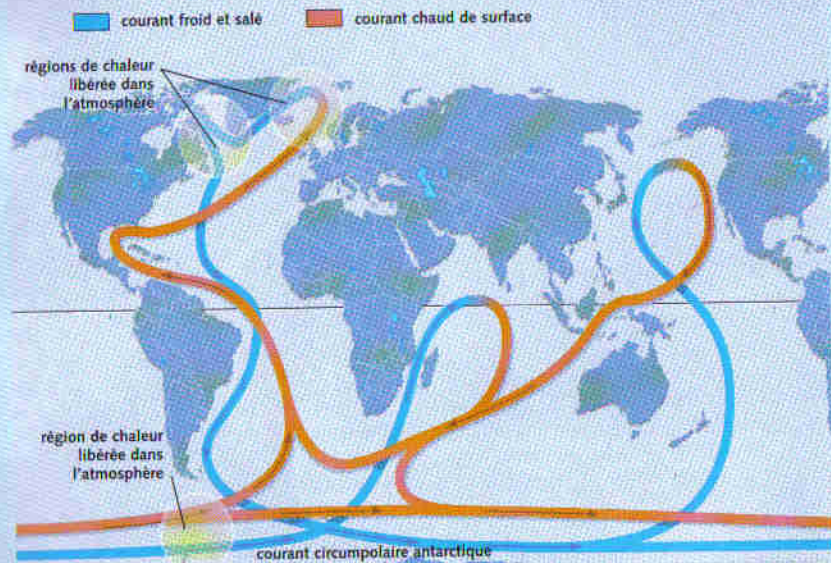 courant froid et salé
courant chaud de surface
régions de chaleur
libérée dans
l'atmosphère
région de chaleur
libérée dans
l'atmosphère
courant circumpolaire antarctique